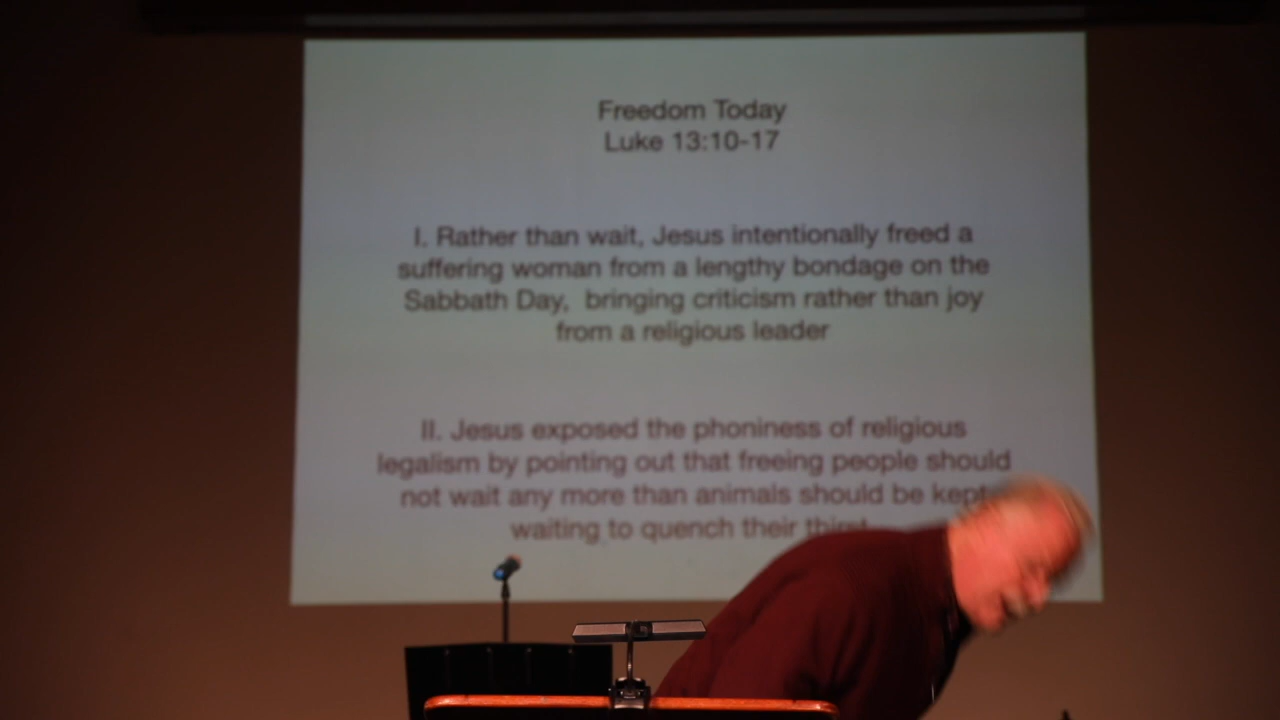 Freedom Today
Luke 13:10-17
I. Rather than wait, Jesus intentionally freed a
suffering woman from a lengthy bondage on the
Sabbath Day, bringing criticism rather than joy
from a religious leader
II. Jesus exposed the phoniness of religious
legalism by pointing out that freeing people should
not wait any more than animals should be kept
waiting to quench their thirst